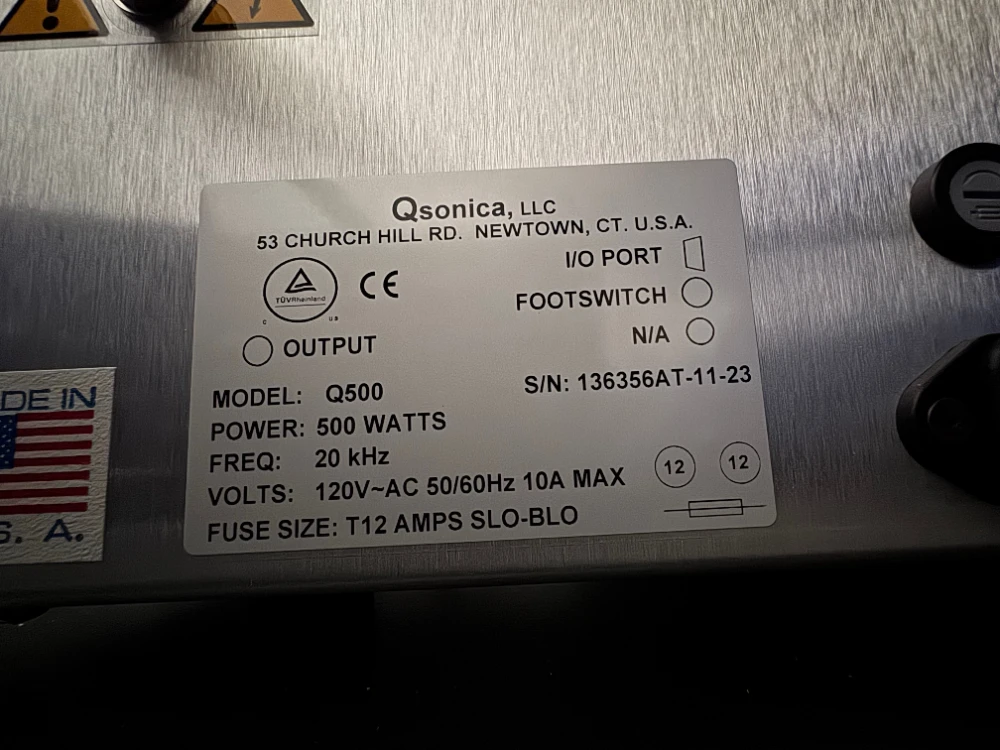 Qsonica, LLC
53 CHURCH HILL RD. NEWTOWN, CT. U.S.A.
TÜVRheinland
C US
CE
I/O PORT
FOOTSWITCH
N/A
OUTPUT
S/N: 136356AT-11-23
MODEL: Q500
POWER: 500 WATTS
FREQ: 20 kHz
VOLTS: 120V~AC 50/60Hz 10A MAX
12 12
FUSE SIZE: T12 AMPS SLO-BLO
DE IN
S. A.